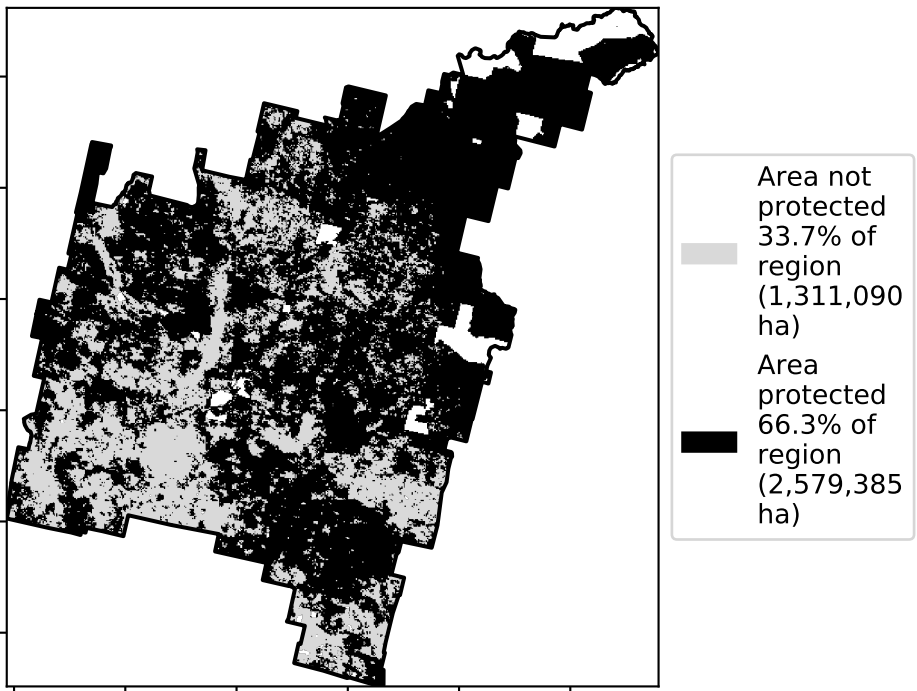 Area not
protected
33.7% of
region
(1,311,090
ha)
Area
protected
66.3% of
region
(2,579,385
ha)